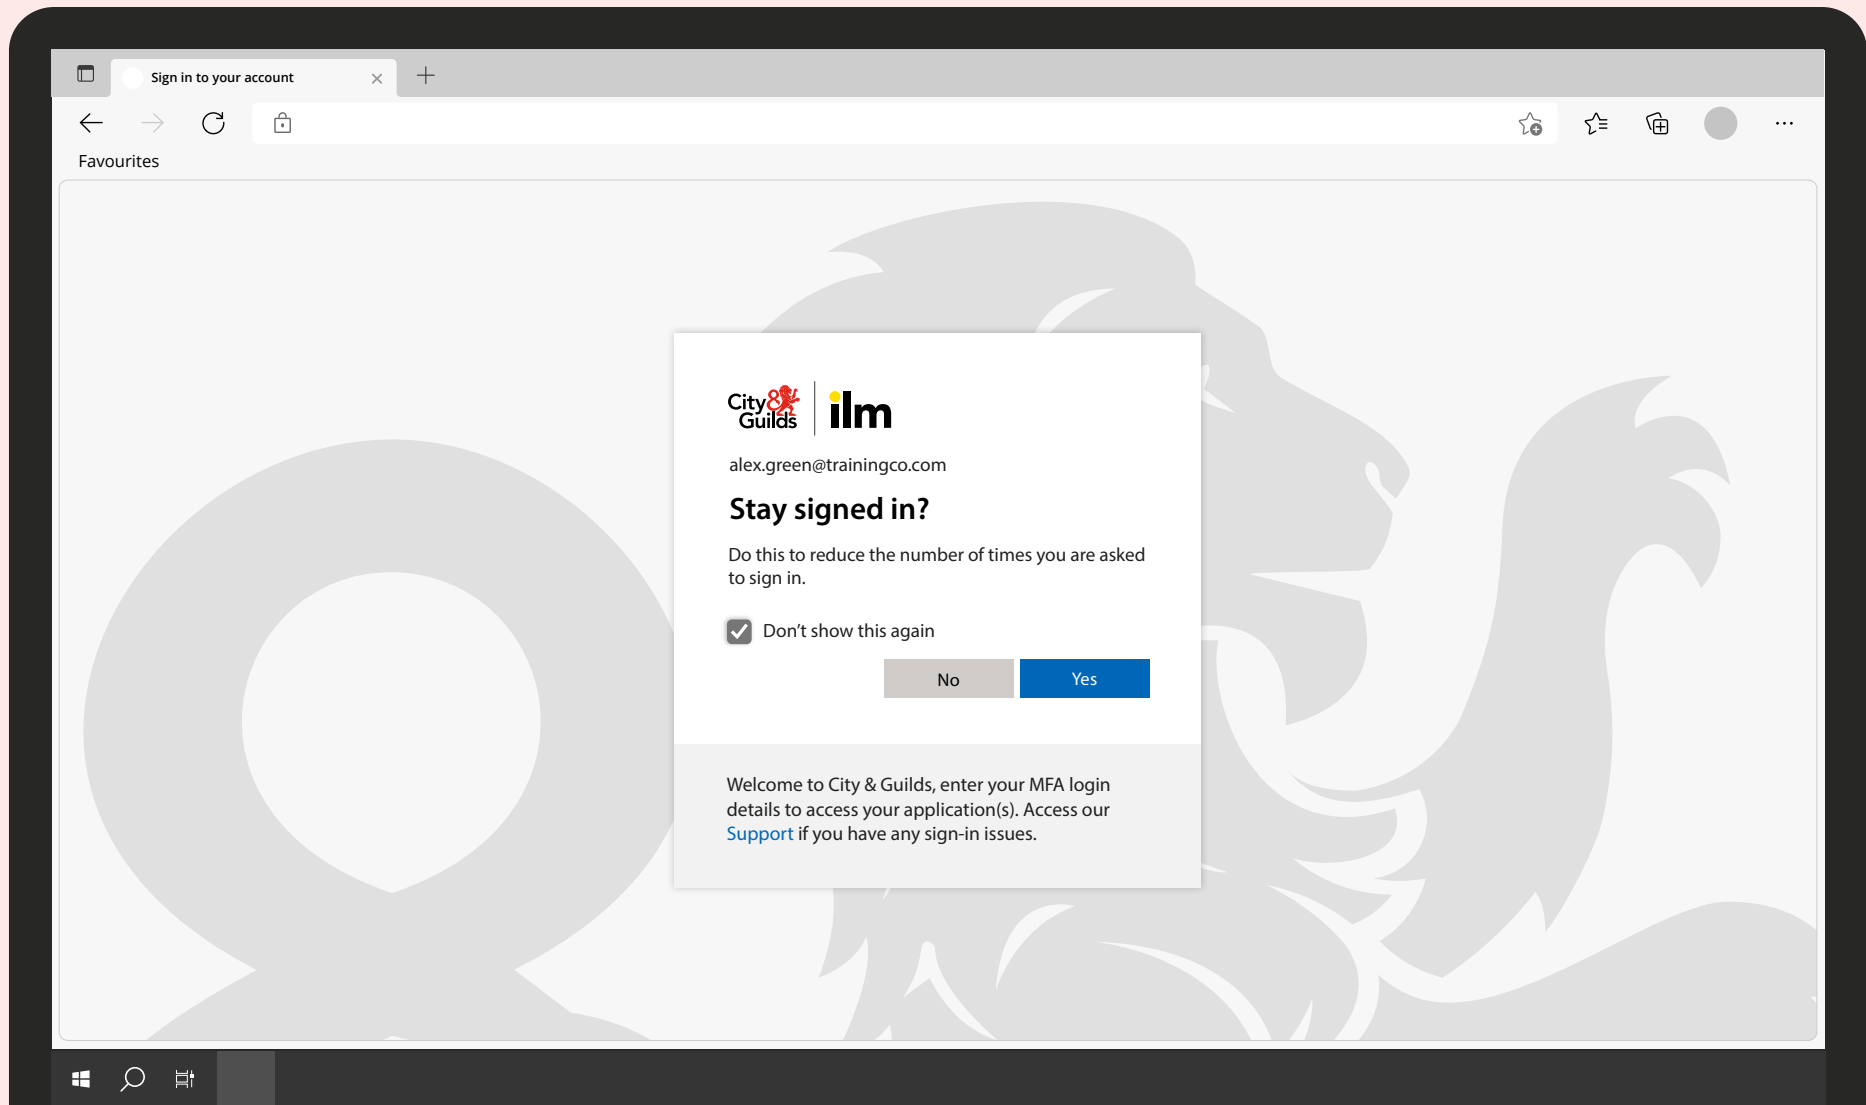 Sign in to your account
Favourites
City &
Guilds
ilm
alex.green@trainingco.com
Stay signed in?
Do this to reduce the number of times you are asked
to sign in.
Don’t show this again
No
Yes
Welcome to City & Guilds, enter your MFA login
details to access your application(s). Access our
Support if you have any sign-in issues.